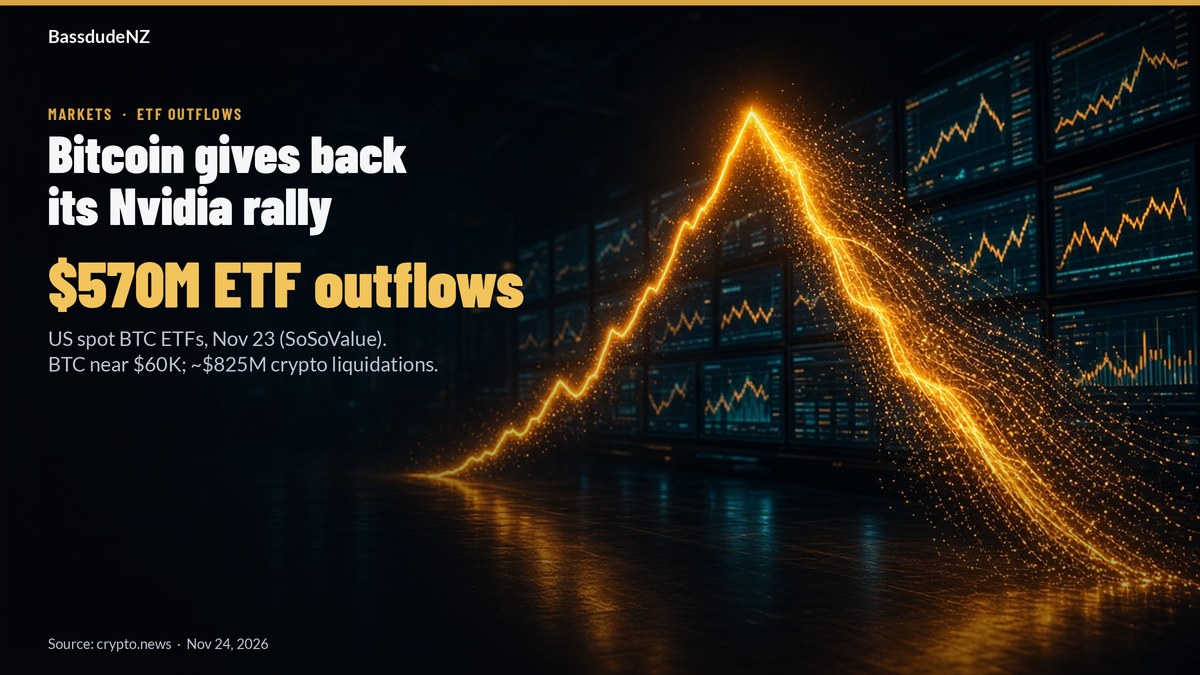 BassdudeNZ
MARKETS · ETF OUTFLOWS
Bitcoin gives back
its Nvidia rally
$570M ETF outflows
US spot BTC ETFs, Nov 23 (SoSoValue).
BTC near $60K; ~$825M crypto liquidations.
Source: crypto.news · Nov 24, 2026